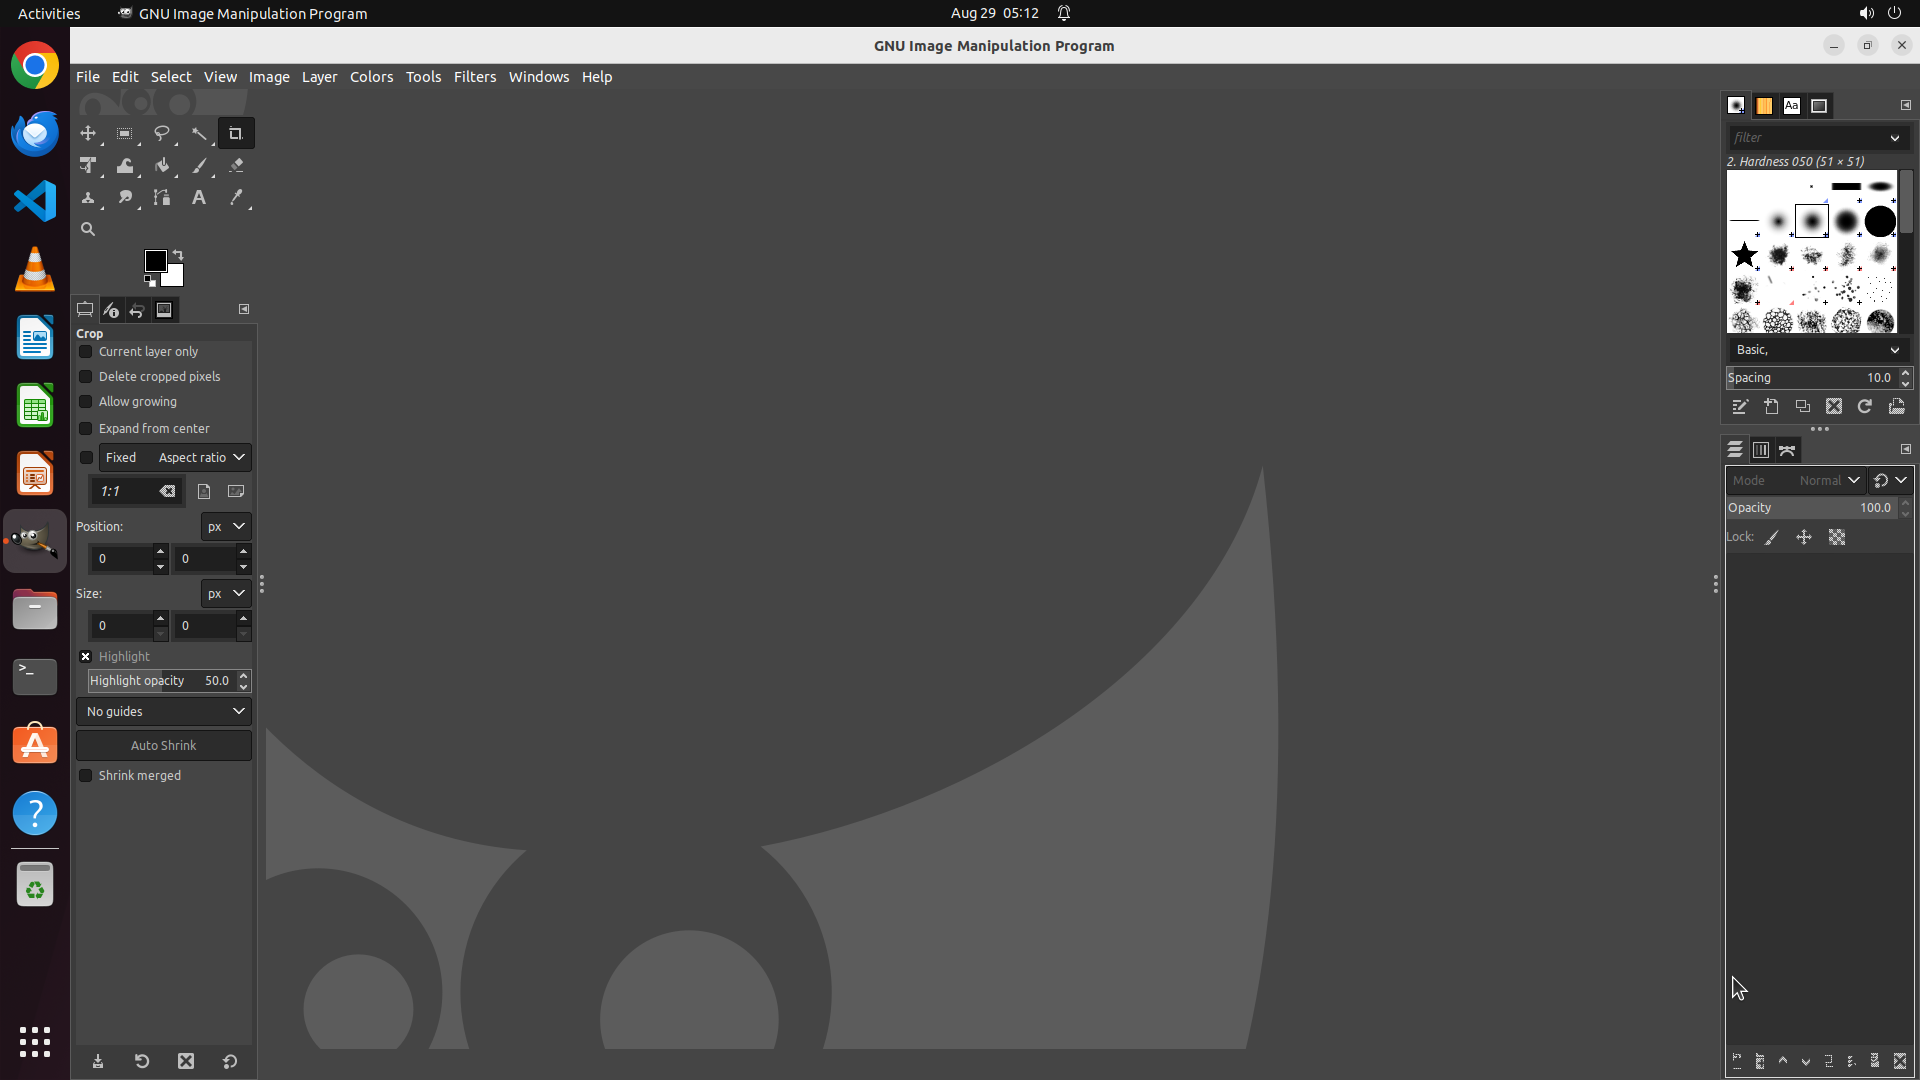 Activities
GNU Image Manipulation Program
Aug 29 05:12
GNU Image Manipulation Program
File Edit Select View Image Layer Colors Tools Filters Windows Help
Crop
Current layer only
Delete cropped pixels
Allow growing
Expand from center
Fixed Aspect ratio
1:1
Position: px
0 0
Size: px
0 0
Highlight
Highlight opacity 50.0
No guides
Auto Shrink
Shrink merged
Aa
filter
2. Hardness 050 (51 × 51)
Basic,
Spacing 10.0
Mode Normal
Opacity 100.0
Lock: